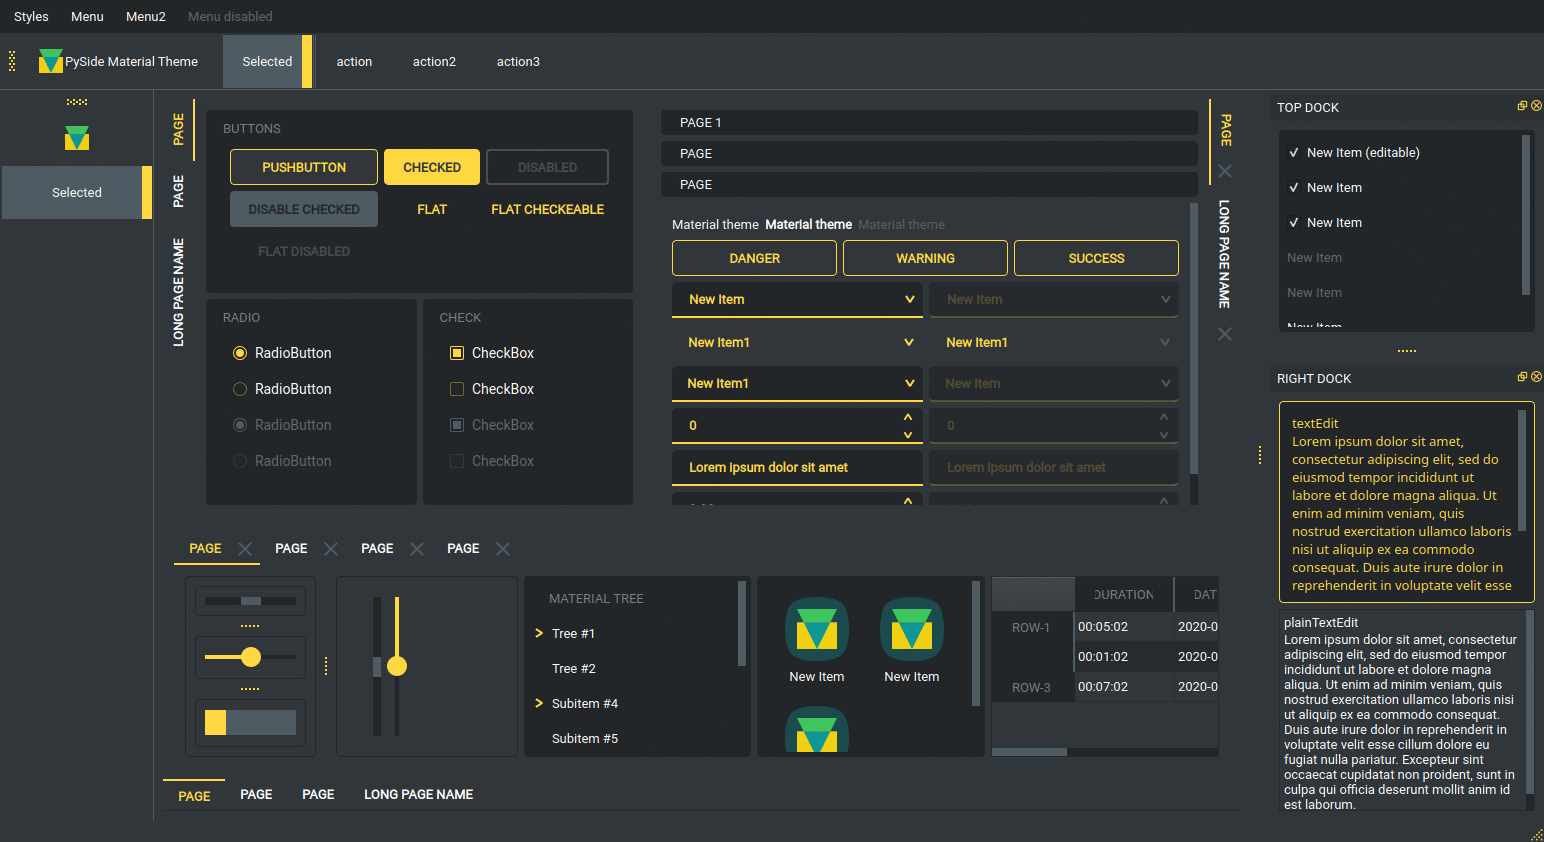 Styles Menu Menu2 Menu disabled
PySide Material Theme Selected action action2 action3
Selected
PAGE
PAGE
LONG PAGE NAME
BUTTONS
PUSHBUTTON CHECKED DISABLED
DISABLE CHECKED FLAT FLAT CHECKEABLE
FLAT DISABLED
RADIO
RadioButton
RadioButton
RadioButton
RadioButton
CHECK
CheckBox
CheckBox
CheckBox
CheckBox
PAGE 1
PAGE
PAGE
Material theme Material theme Material theme
DANGER WARNING SUCCESS
New Item New Item
New Item1 New Item1
New Item1 New Item
0 0
Lorem ipsum dolor sit amet Lorem ipsum dolor sit amet
PAGE
LONG PAGE NAME
TOP DOCK
New Item (editable)
New Item
New Item
New Item
New Item
New Item
RIGHT DOCK
textEdit
Lorem ipsum dolor sit amet,
consectetur adipiscing elit, sed do
eiusmod tempor incididunt ut
labore et dolore magna aliqua. Ut
enim ad minim veniam, quis
nostrud exercitation ullamco laboris
nisi ut aliquip ex ea commodo
consequat. Duis aute irure dolor in
reprehenderit in voluptate velit esse
plainTextEdit
Lorem ipsum dolor sit amet, consectetur
adipiscing elit, sed do eiusmod tempor
incididunt ut labore et dolore magna
aliqua. Ut enim ad minim veniam, quis
nostrud exercitation ullamco laboris nisi
ut aliquip ex ea commodo consequat.
Duis aute irure dolor in reprehenderit in
voluptate velit esse cillum dolore eu
fugiat nulla pariatur. Excepteur sint
occaecat cupidatat non proident, sunt in
culpa qui officia deserunt mollit anim id
est laborum.
PAGE PAGE PAGE PAGE
MATERIAL TREE
Tree #1
Tree #2
Subitem #4
Subitem #5
New Item New Item
DURATION DAT
ROW-1 00:05:02 2020-0
00:01:02 2020-0
ROW-3 00:07:02 2020-0
PAGE PAGE PAGE LONG PAGE NAME